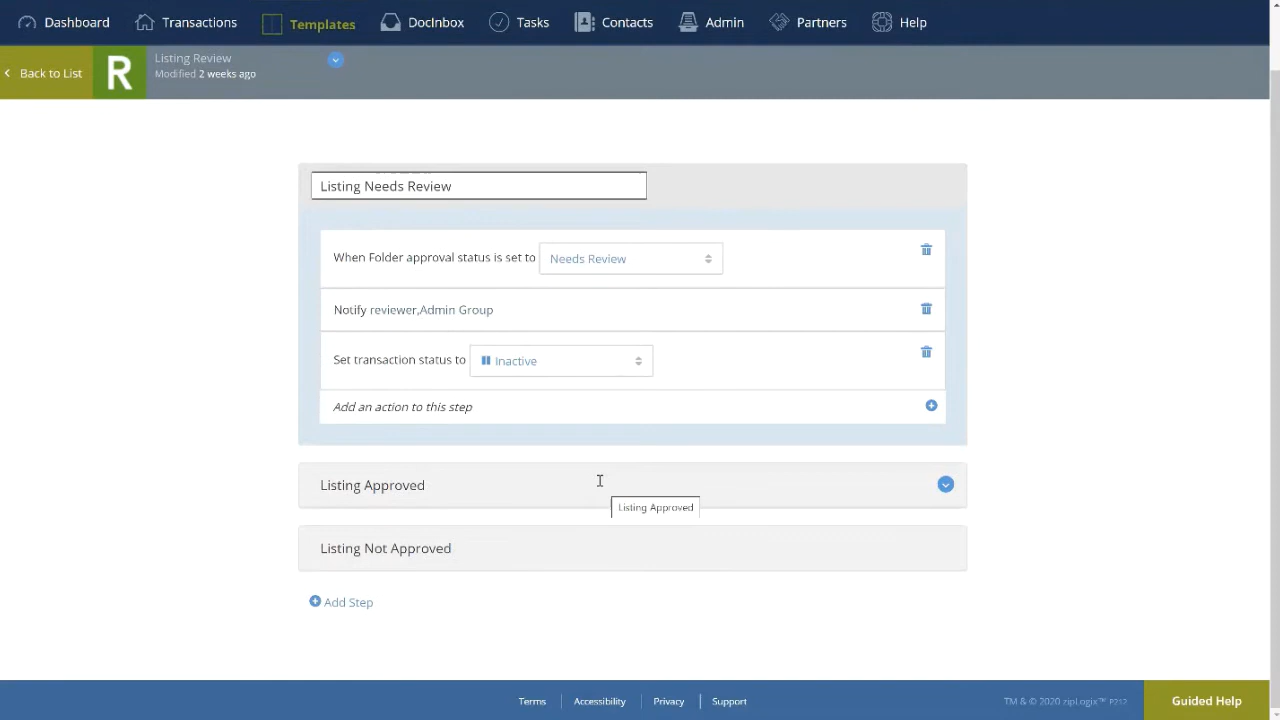 Dashboard Transactions Templates DocInbox Tasks Contacts Admin Partners Help
Back to List
R
Listing Review
Modified 2 weeks ago
Listing Needs Review
When Folder approval status is set to Needs Review
Notify reviewer,Admin Group
Set transaction status to Inactive
Add an action to this step
Listing Approved
Listing Approved
Listing Not Approved
Add Step
Terms Accessibility Privacy Support TM & © 2020 zipLogix™ P212 Guided Help